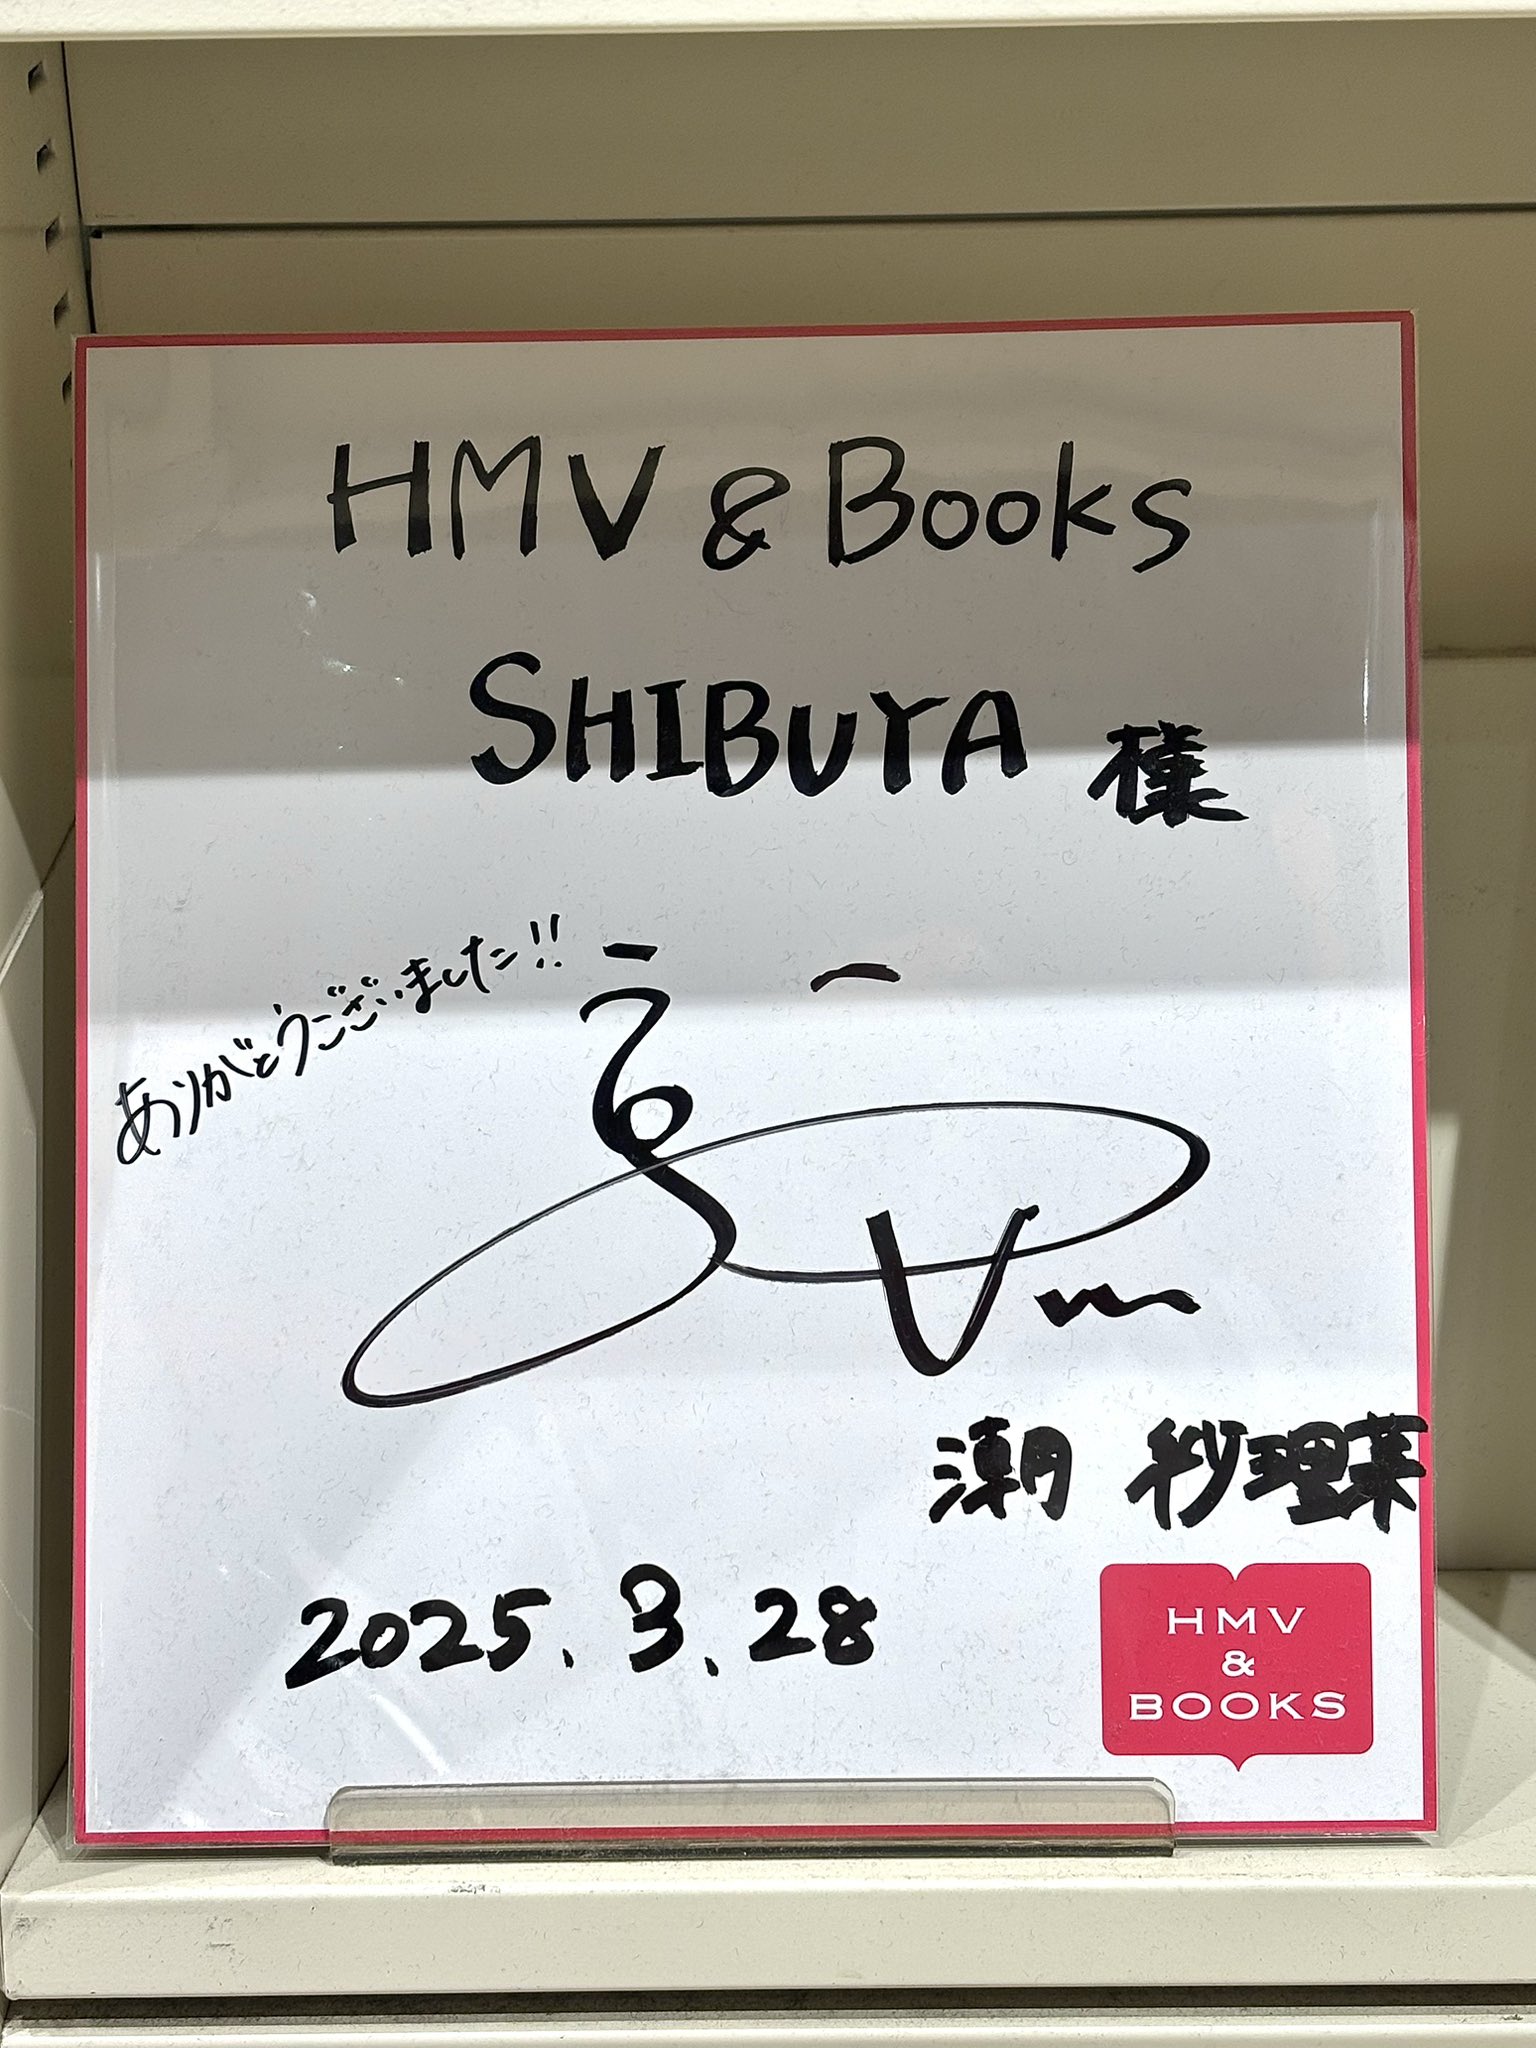 HMV & Books
SHIBUYA 様
ありがとうございました!!
潮 紗理菜
2025.3.28
HMV
&
BOOKS